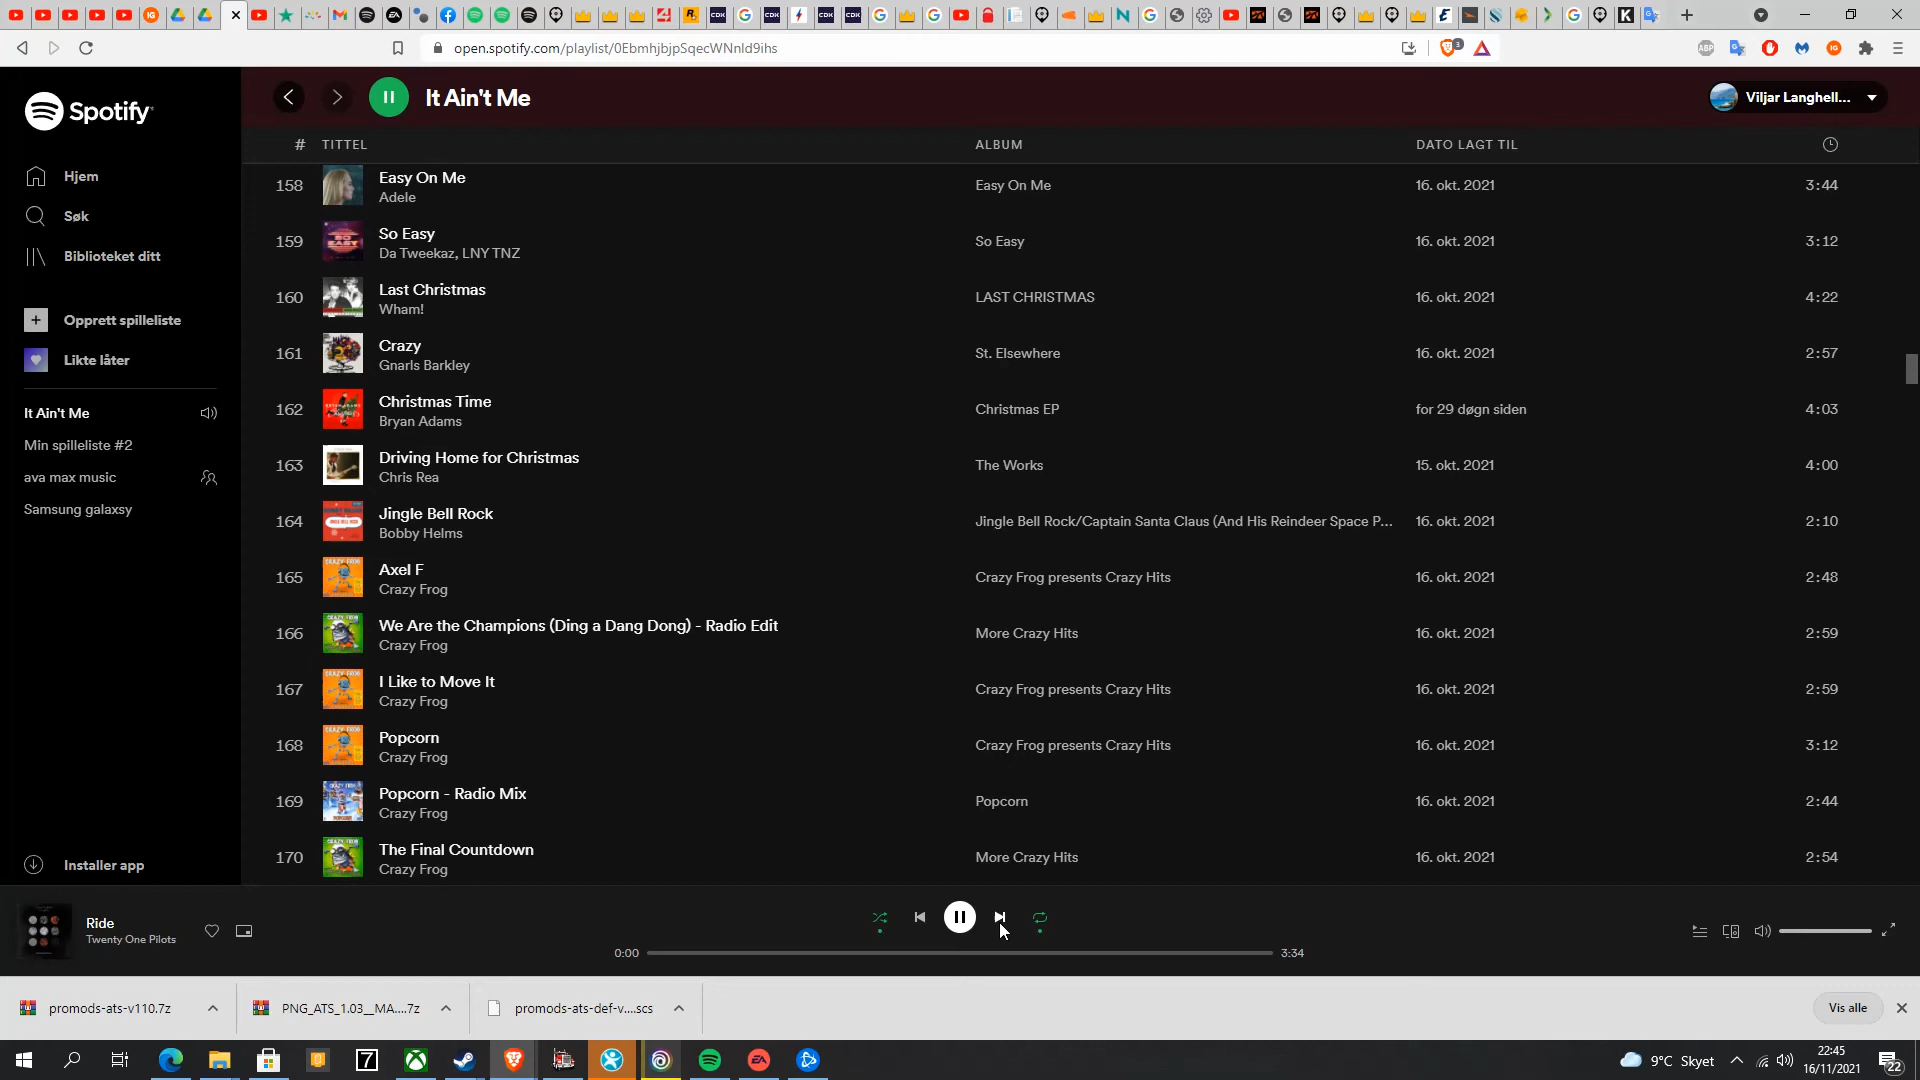 open.spotify.com/playlist/0EbmhjbjpSqecWNnld9ihs
Spotify
It Ain't Me
Viljar Langhell...
# TITTEL ALBUM DATO LAGT TIL
Hjem
Søk
Biblioteket ditt
Opprett spilleliste
Likte låter
It Ain't Me
Min spilleliste #2
ava max music
Samsung galaxsy
Installer app
158 Easy On Me Easy On Me 16. okt. 2021 3:44
Adele
159 So Easy So Easy 16. okt. 2021 3:12
Da Tweekaz, LNY TNZ
160 Last Christmas LAST CHRISTMAS 16. okt. 2021 4:22
Wham!
161 Crazy St. Elsewhere 16. okt. 2021 2:57
Gnarls Barkley
162 Christmas Time Christmas EP for 29 døgn siden 4:03
Bryan Adams
163 Driving Home for Christmas The Works 15. okt. 2021 4:00
Chris Rea
164 Jingle Bell Rock Jingle Bell Rock/Captain Santa Claus (And His Reindeer Space P... 16. okt. 2021 2:10
Bobby Helms
165 Axel F Crazy Frog presents Crazy Hits 16. okt. 2021 2:48
Crazy Frog
166 We Are the Champions (Ding a Dang Dong) - Radio Edit More Crazy Hits 16. okt. 2021 2:59
Crazy Frog
167 I Like to Move It Crazy Frog presents Crazy Hits 16. okt. 2021 2:59
Crazy Frog
168 Popcorn Crazy Frog presents Crazy Hits 16. okt. 2021 3:12
Crazy Frog
169 Popcorn - Radio Mix Popcorn 16. okt. 2021 2:44
Crazy Frog
170 The Final Countdown More Crazy Hits 16. okt. 2021 2:54
Crazy Frog
Ride
Twenty One Pilots
0:00 3:34
promods-ats-v110.7z
PNG_ATS_1.03__MA....7z
promods-ats-def-v....scs
Vis alle
9°C Skyet
22:45
16/11/2021
22